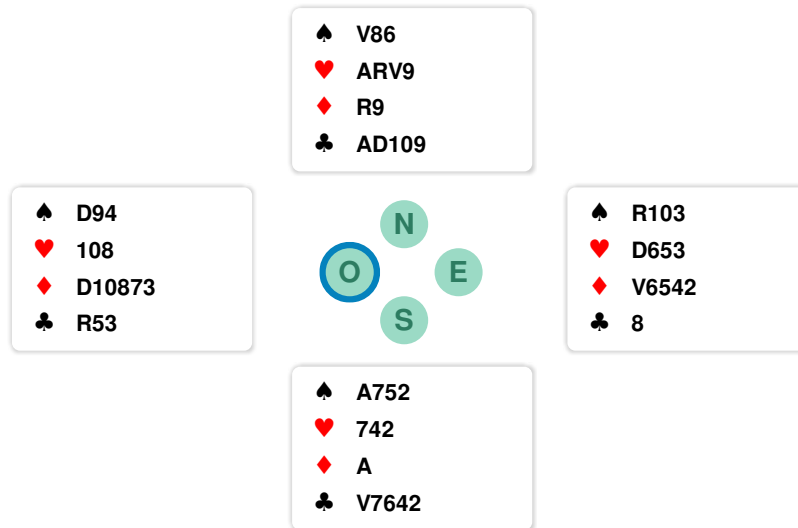 ♠ V86
♥ ARV9
♦ R9
♣ AD109
♠ D94
♥ 108
♦ D10873
♣ R53
N
O E
S
♠ R103
♥ D653
♦ V6542
♣ 8
♠ A752
♥ 742
♦ A
♣ V7642